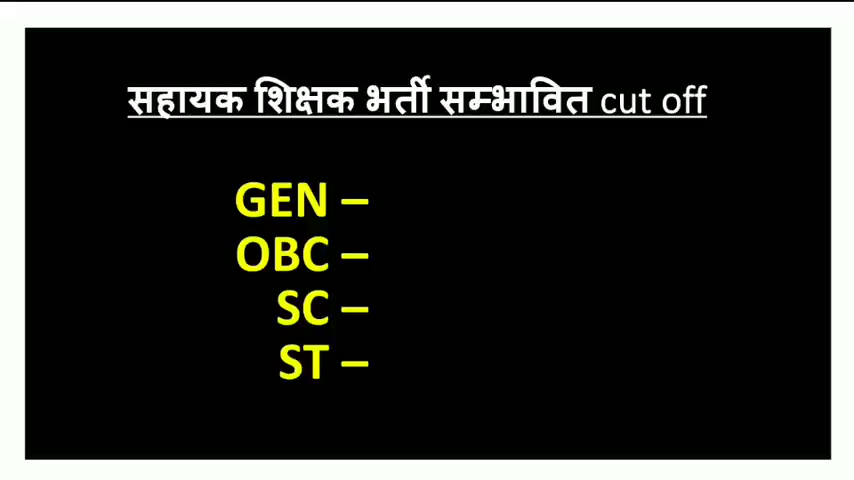 सहायक शिक्षक भर्ती सम्भावित cut off
GEN –
OBC –
SC –
ST –